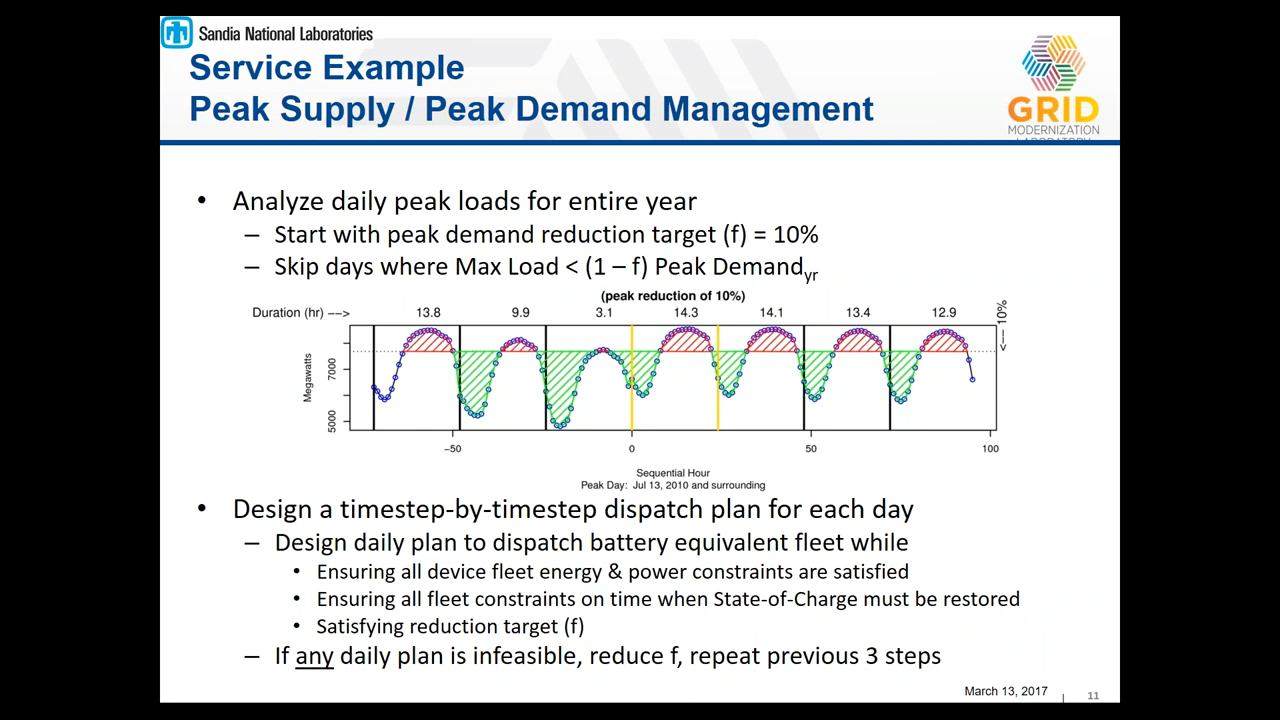 Sandia National Laboratories
Service Example
Peak Supply / Peak Demand Management
GRID
MODERNIZATION
LABORATORY
• Analyze daily peak loads for entire year
– Start with peak demand reduction target (f) = 10%
– Skip days where Max Load < (1 – f) Peak Demandyr
(peak reduction of 10%)
Duration (hr) −−> 13.8 9.9 3.1 14.3 14.1 13.4 12.9
<−− 10%
Megawatts
5000 7000
−50 0 50 100
Sequential Hour
Peak Day: Jul 13, 2010 and surrounding
• Design a timestep-by-timestep dispatch plan for each day
– Design daily plan to dispatch battery equivalent fleet while
• Ensuring all device fleet energy & power constraints are satisfied
• Ensuring all fleet constraints on time when State-of-Charge must be restored
• Satisfying reduction target (f)
– If any daily plan is infeasible, reduce f, repeat previous 3 steps
March 13, 2017
11